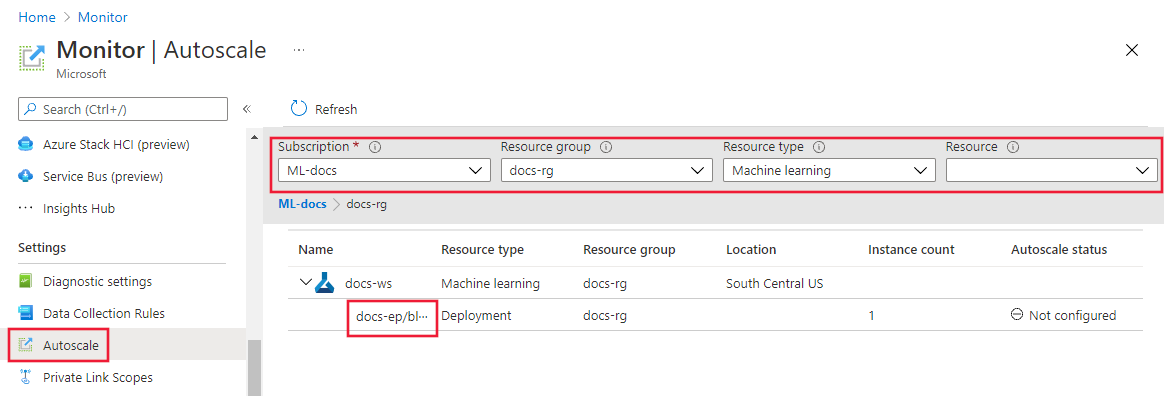 Home > Monitor
Monitor | Autoscale ...
Microsoft
Search (Ctrl+/)
«
Azure Stack HCI (preview)
Service Bus (preview)
... Insights Hub
Settings
Diagnostic settings
Data Collection Rules
Autoscale
Private Link Scopes
Refresh
Subscription * Resource group Resource type Resource
ML-docs docs-rg Machine learning
ML-docs > docs-rg
Name Resource type Resource group Location Instance count Autoscale status
docs-ws Machine learning docs-rg South Central US
docs-ep/bl··· Deployment docs-rg 1 Not configured